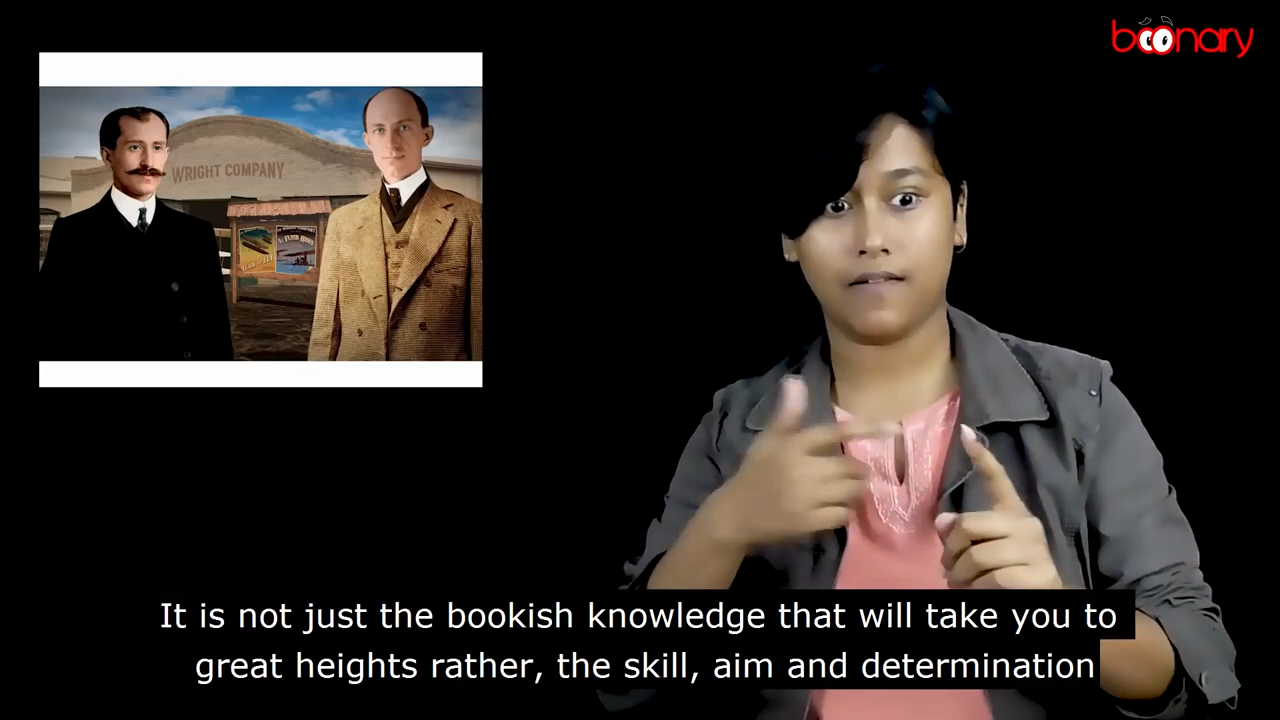 boonary
WRIGHT COMPANY
It is not just the bookish knowledge that will take you to
great heights rather, the skill, aim and determination